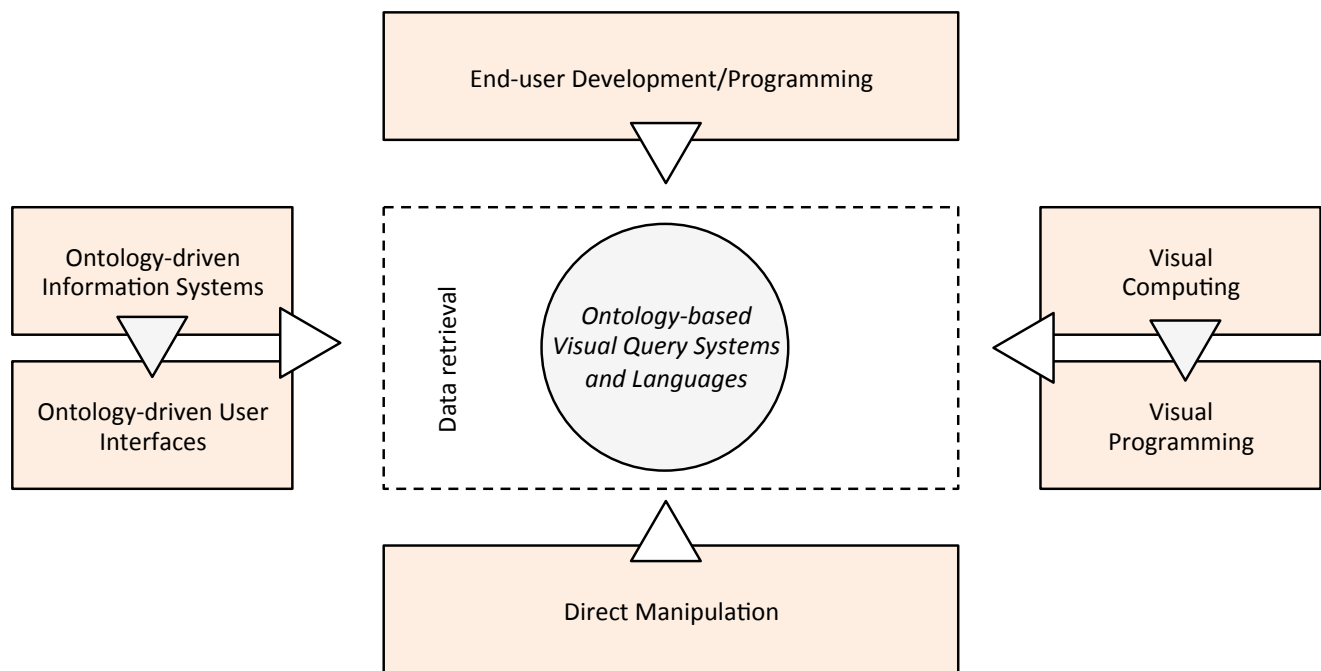 End-user Development/Programming
Ontology-driven
Information Systems
Ontology-driven User
Interfaces
Data retrieval
Ontology-based
Visual Query Systems
and Languages
Visual
Computing
Visual
Programming
Direct Manipulation